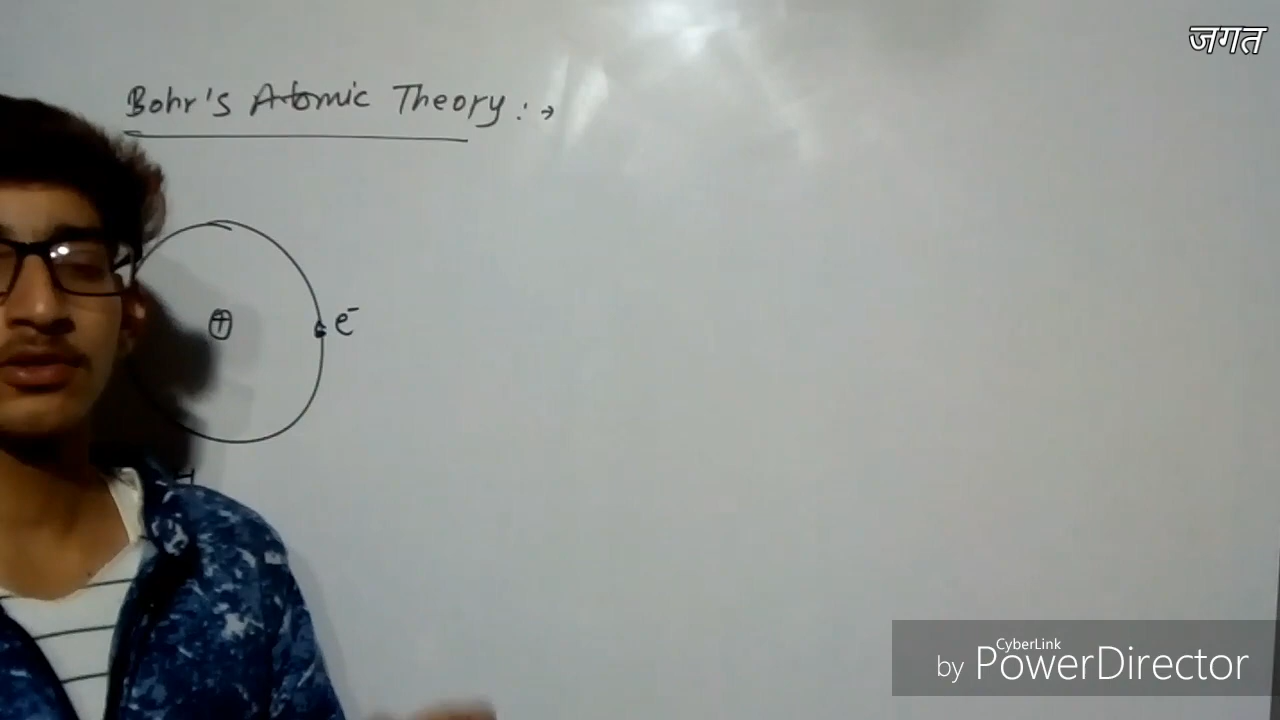 जगत
Bohr's Atomic Theory : →
+
e⁻
H
CyberLink
by PowerDirector